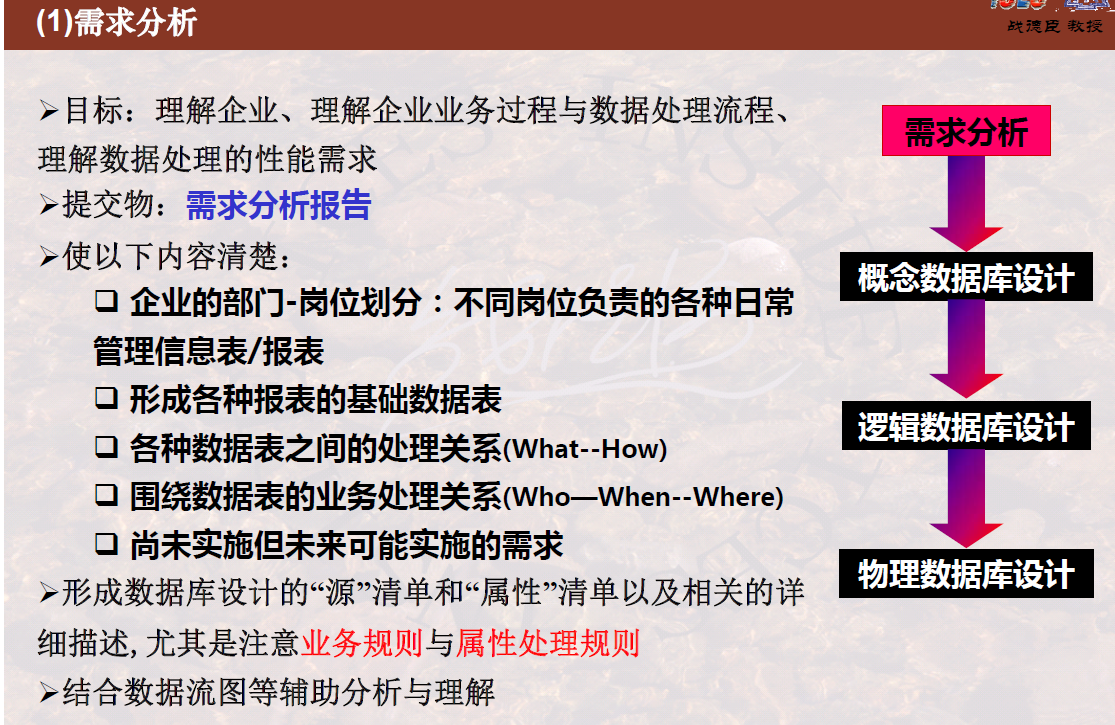 (1)需求分析
战德臣 教授
➢目标：理解企业、理解企业业务过程与数据处理流程、
理解数据处理的性能需求
➢提交物：需求分析报告
➢使以下内容清楚：
❑ 企业的部门-岗位划分：不同岗位负责的各种日常
管理信息表/报表
❑ 形成各种报表的基础数据表
❑ 各种数据表之间的处理关系(What--How)
❑ 围绕数据表的业务处理关系(Who—When--Where)
❑ 尚未实施但未来可能实施的需求
➢形成数据库设计的“源”清单和“属性”清单以及相关的详
细描述, 尤其是注意业务规则与属性处理规则
➢结合数据流图等辅助分析与理解
需求分析
概念数据库设计
逻辑数据库设计
物理数据库设计